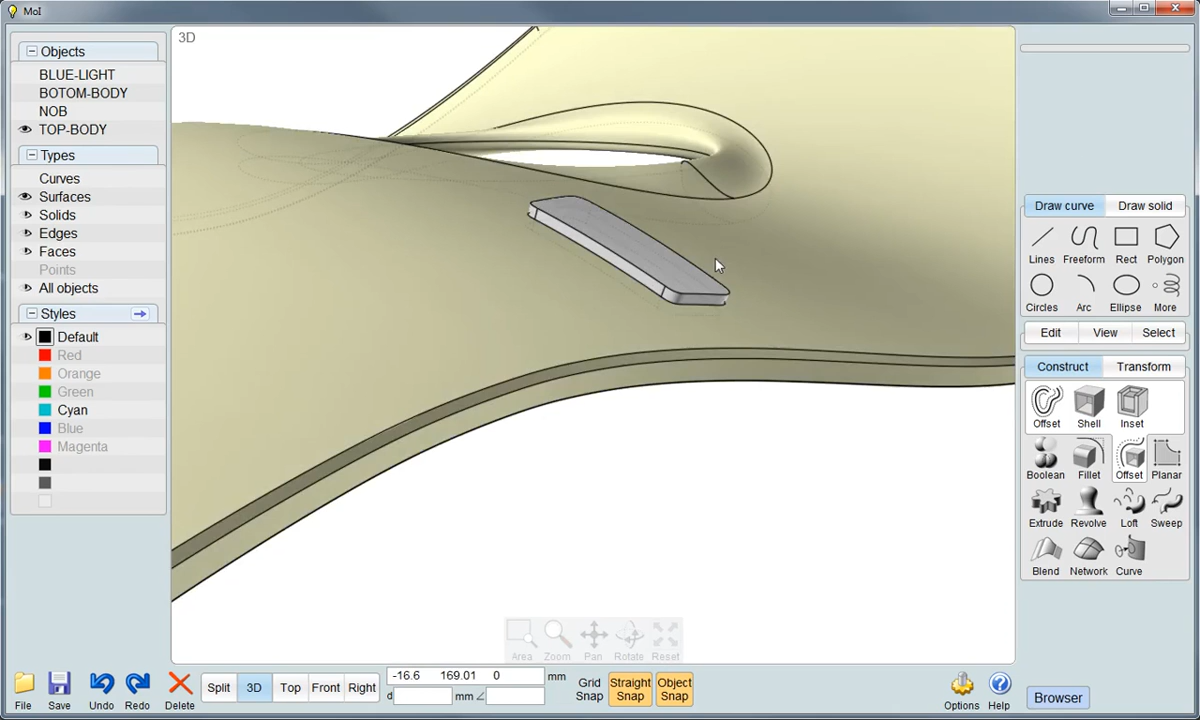 MoI
Objects
BLUE-LIGHT
BOTOM-BODY
NOB
TOP-BODY
Types
Curves
Surfaces
Solids
Edges
Faces
Points
All objects
Styles
Default
Red
Orange
Green
Cyan
Blue
Magenta
3D
Draw curve Draw solid
Lines Freeform Rect Polygon
Circles Arc Ellipse More
Edit View Select
Construct Transform
Offset Shell Inset
Boolean Fillet Offset Planar
Extrude Revolve Loft Sweep
Blend Network Curve
Area Zoom Pan Rotate Reset
File Save Undo Redo Delete
Split 3D Top Front Right
-16.6 169.01 0 mm
d mm
Grid Snap
Straight Snap
Object Snap
Options Help
Browser